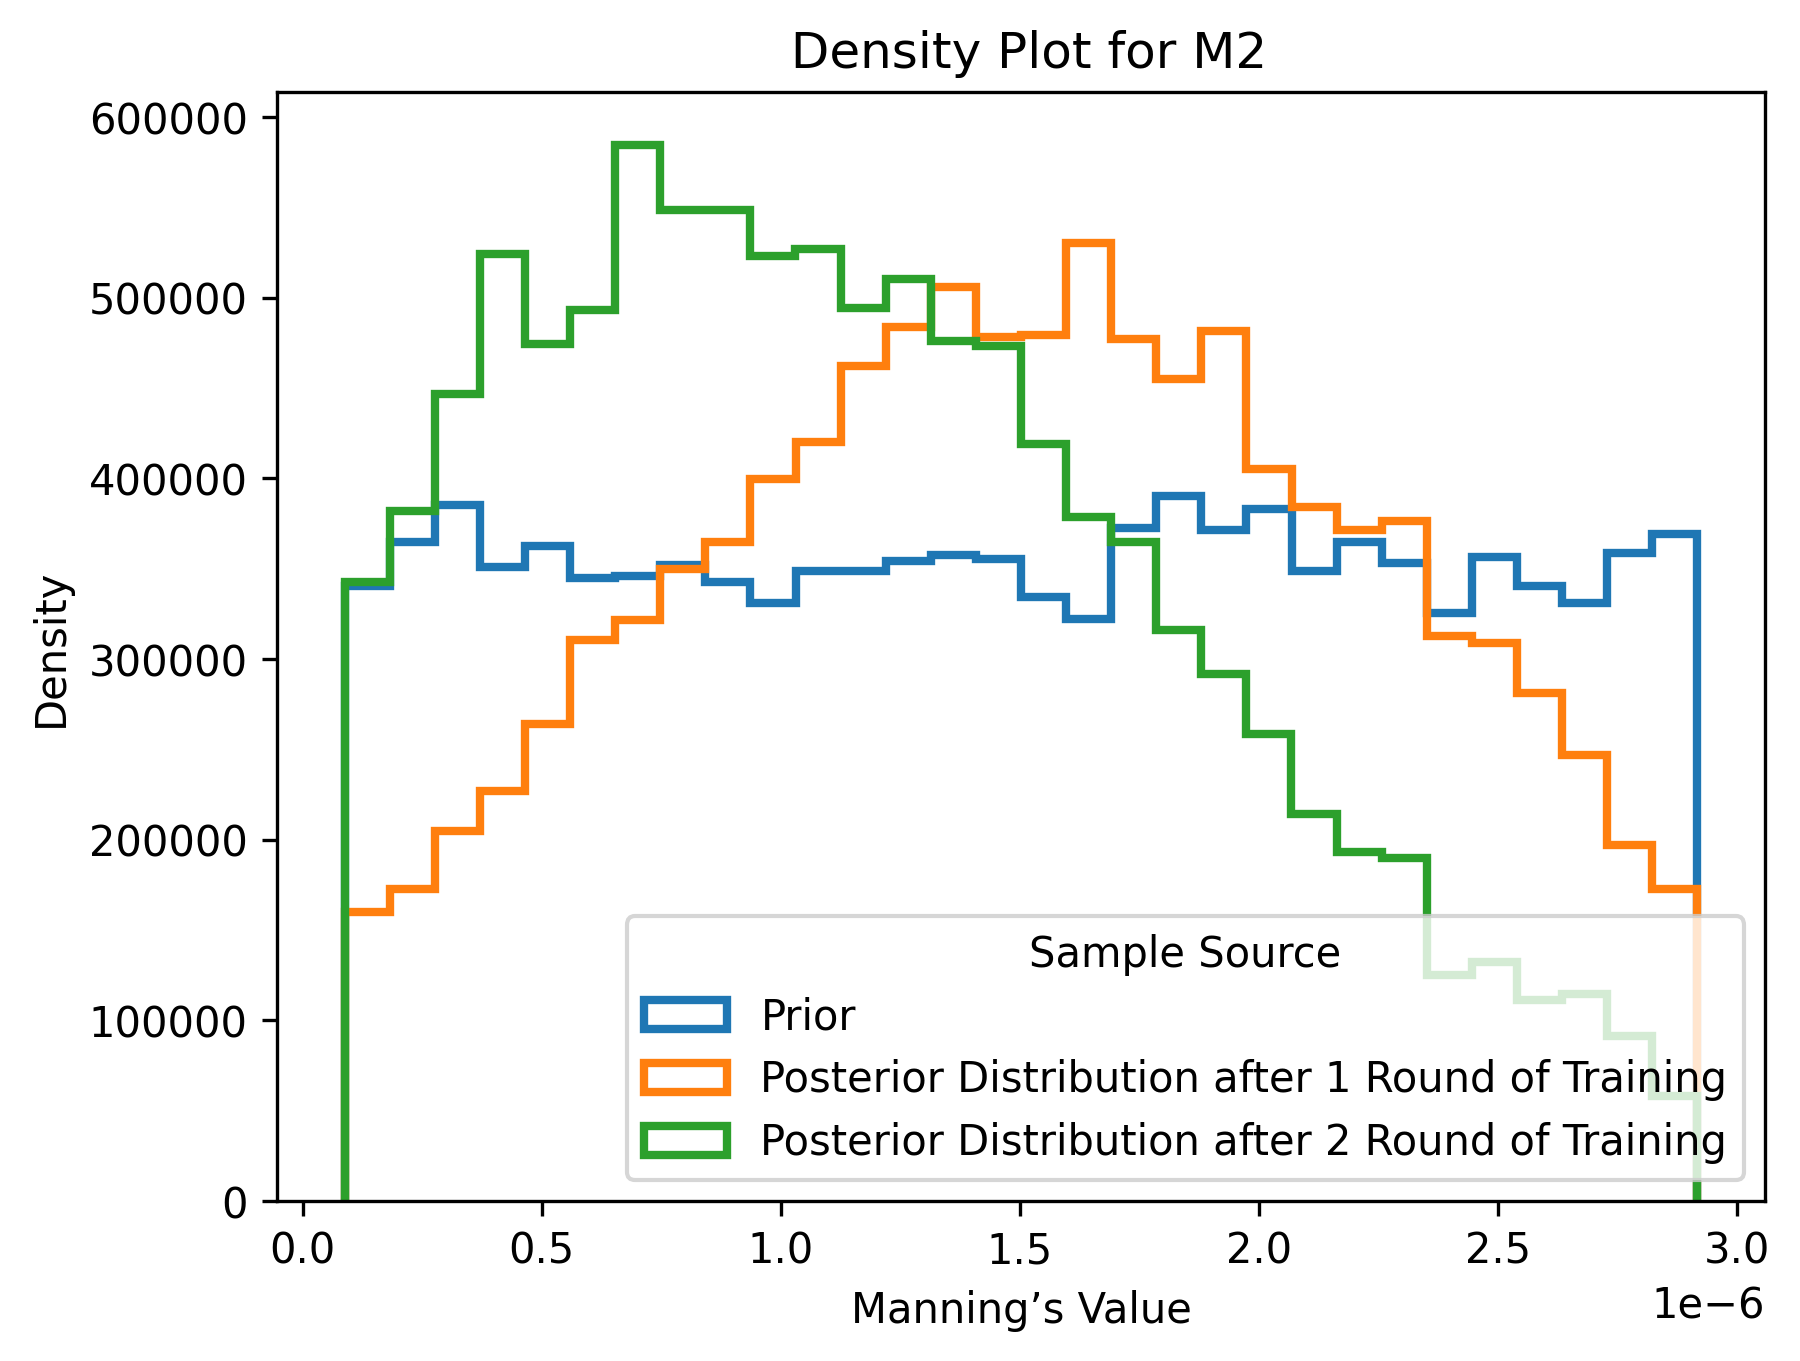 Density Plot for M2
600000
500000
400000
300000
200000
100000
0
Density
0.0 0.5 1.0 1.5 2.0 2.5 3.0
1e−6
Manning’s Value
Sample Source
Prior
Posterior Distribution after 1 Round of Training
Posterior Distribution after 2 Round of Training